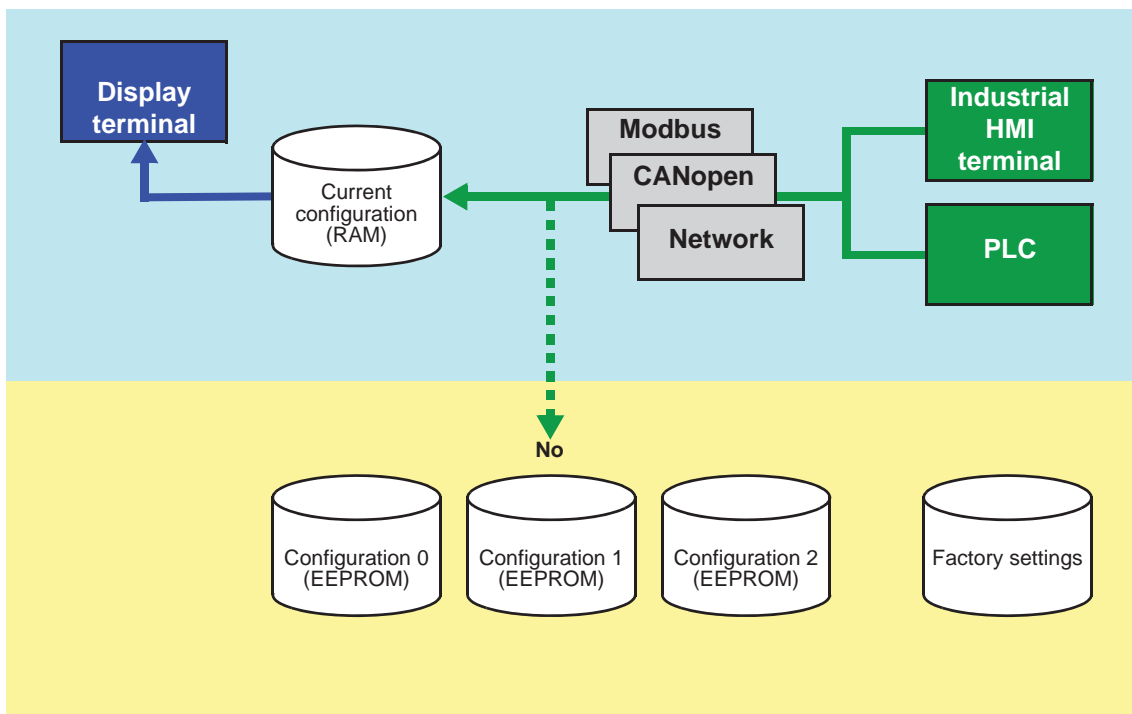 Display
terminal
Current
configuration
(RAM)
Modbus
CANopen
Network
Industrial
HMI
terminal
PLC
No
Configuration 0
(EEPROM)
Configuration 1
(EEPROM)
Configuration 2
(EEPROM)
Factory settings